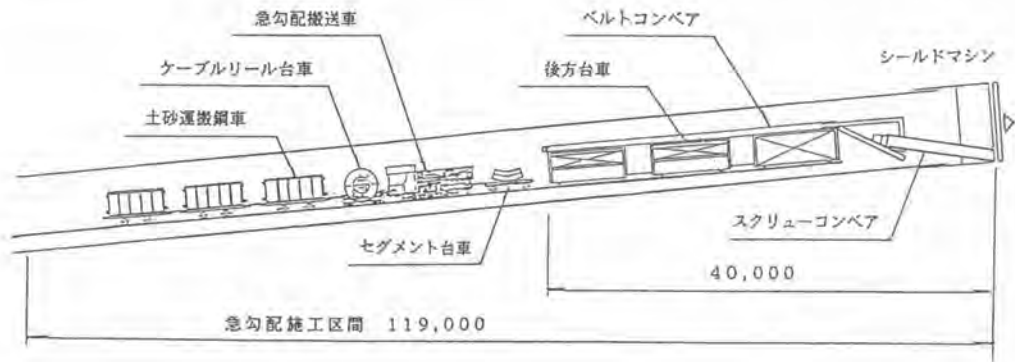 急勾配搬送車
ベルトコンベア
シールドマシン
ケーブルリール台車
後方台車
土砂運搬鋼車
スクリューコンベア
セグメント台車
40,000
急勾配施工区間 119,000